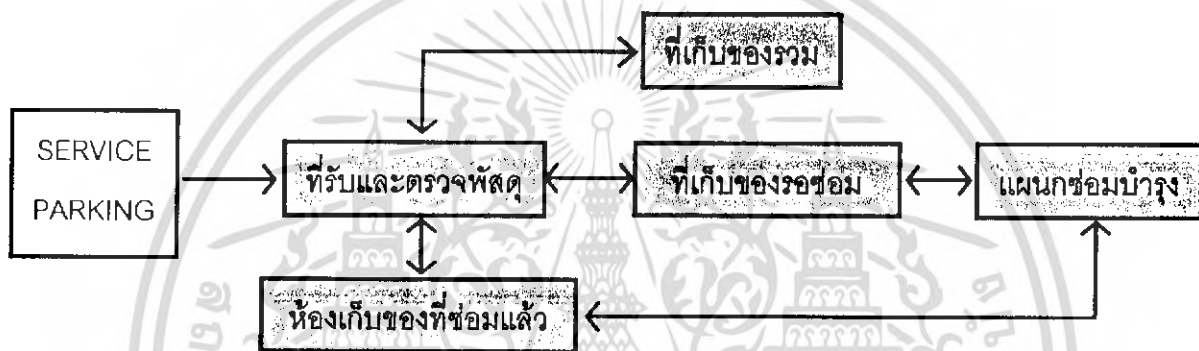 ที่เก็บของรวม
SERVICE
PARKING
ที่รับและตรวจพัสดุ
ที่เก็บของรอซ่อม
แผนกซ่อมบำรุง
ห้องเก็บของที่ซ่อมแล้ว